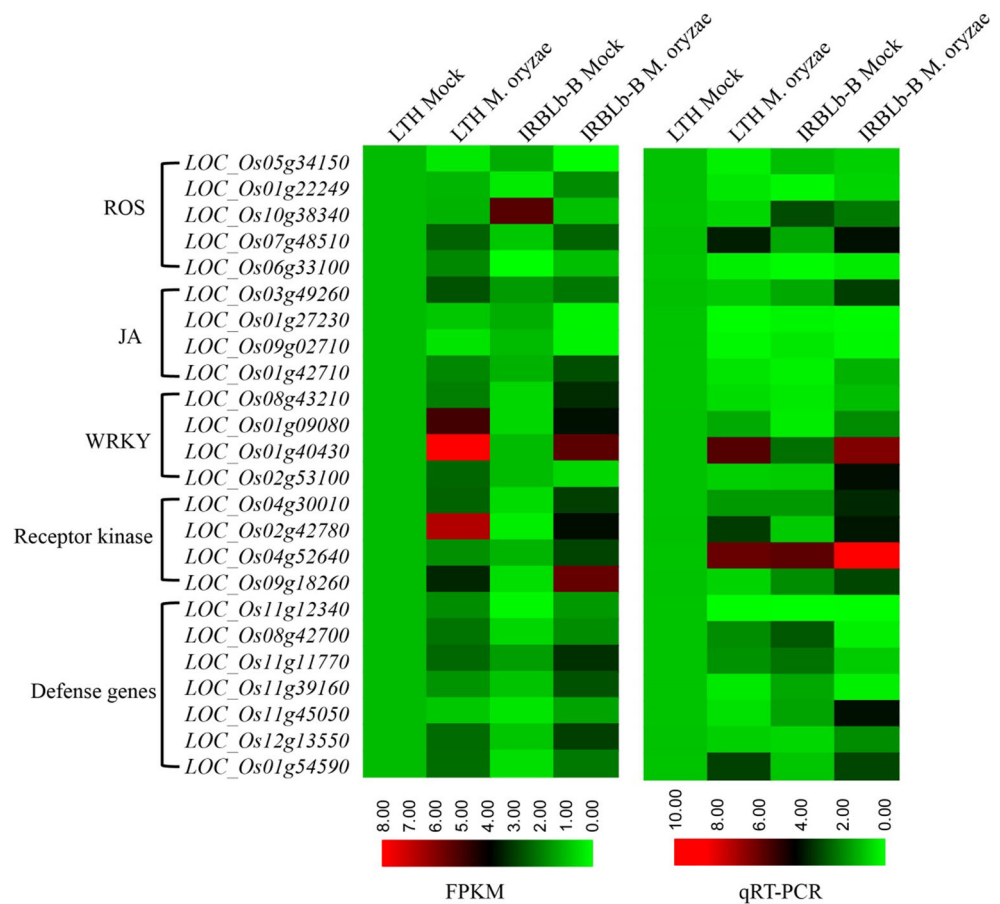 LTH Mock
LTH M. oryzae
IRBLb-B Mock
IRBLb-B M. oryzae
LTH Mock
LTH M. oryzae
IRBLb-B Mock
IRBLb-B M. oryzae
ROS
LOC_Os05g34150
LOC_Os01g22249
LOC_Os10g38340
LOC_Os07g48510
LOC_Os06g33100
JA
LOC_Os03g49260
LOC_Os01g27230
LOC_Os09g02710
LOC_Os01g42710
WRKY
LOC_Os08g43210
LOC_Os01g09080
LOC_Os01g40430
LOC_Os02g53100
Receptor kinase
LOC_Os04g30010
LOC_Os02g42780
LOC_Os04g52640
LOC_Os09g18260
Defense genes
LOC_Os11g12340
LOC_Os08g42700
LOC_Os11g11770
LOC_Os11g39160
LOC_Os11g45050
LOC_Os12g13550
LOC_Os01g54590
8.00
7.00
6.00
5.00
4.00
3.00
2.00
1.00
0.00
FPKM
10.00
8.00
6.00
4.00
2.00
0.00
qRT-PCR